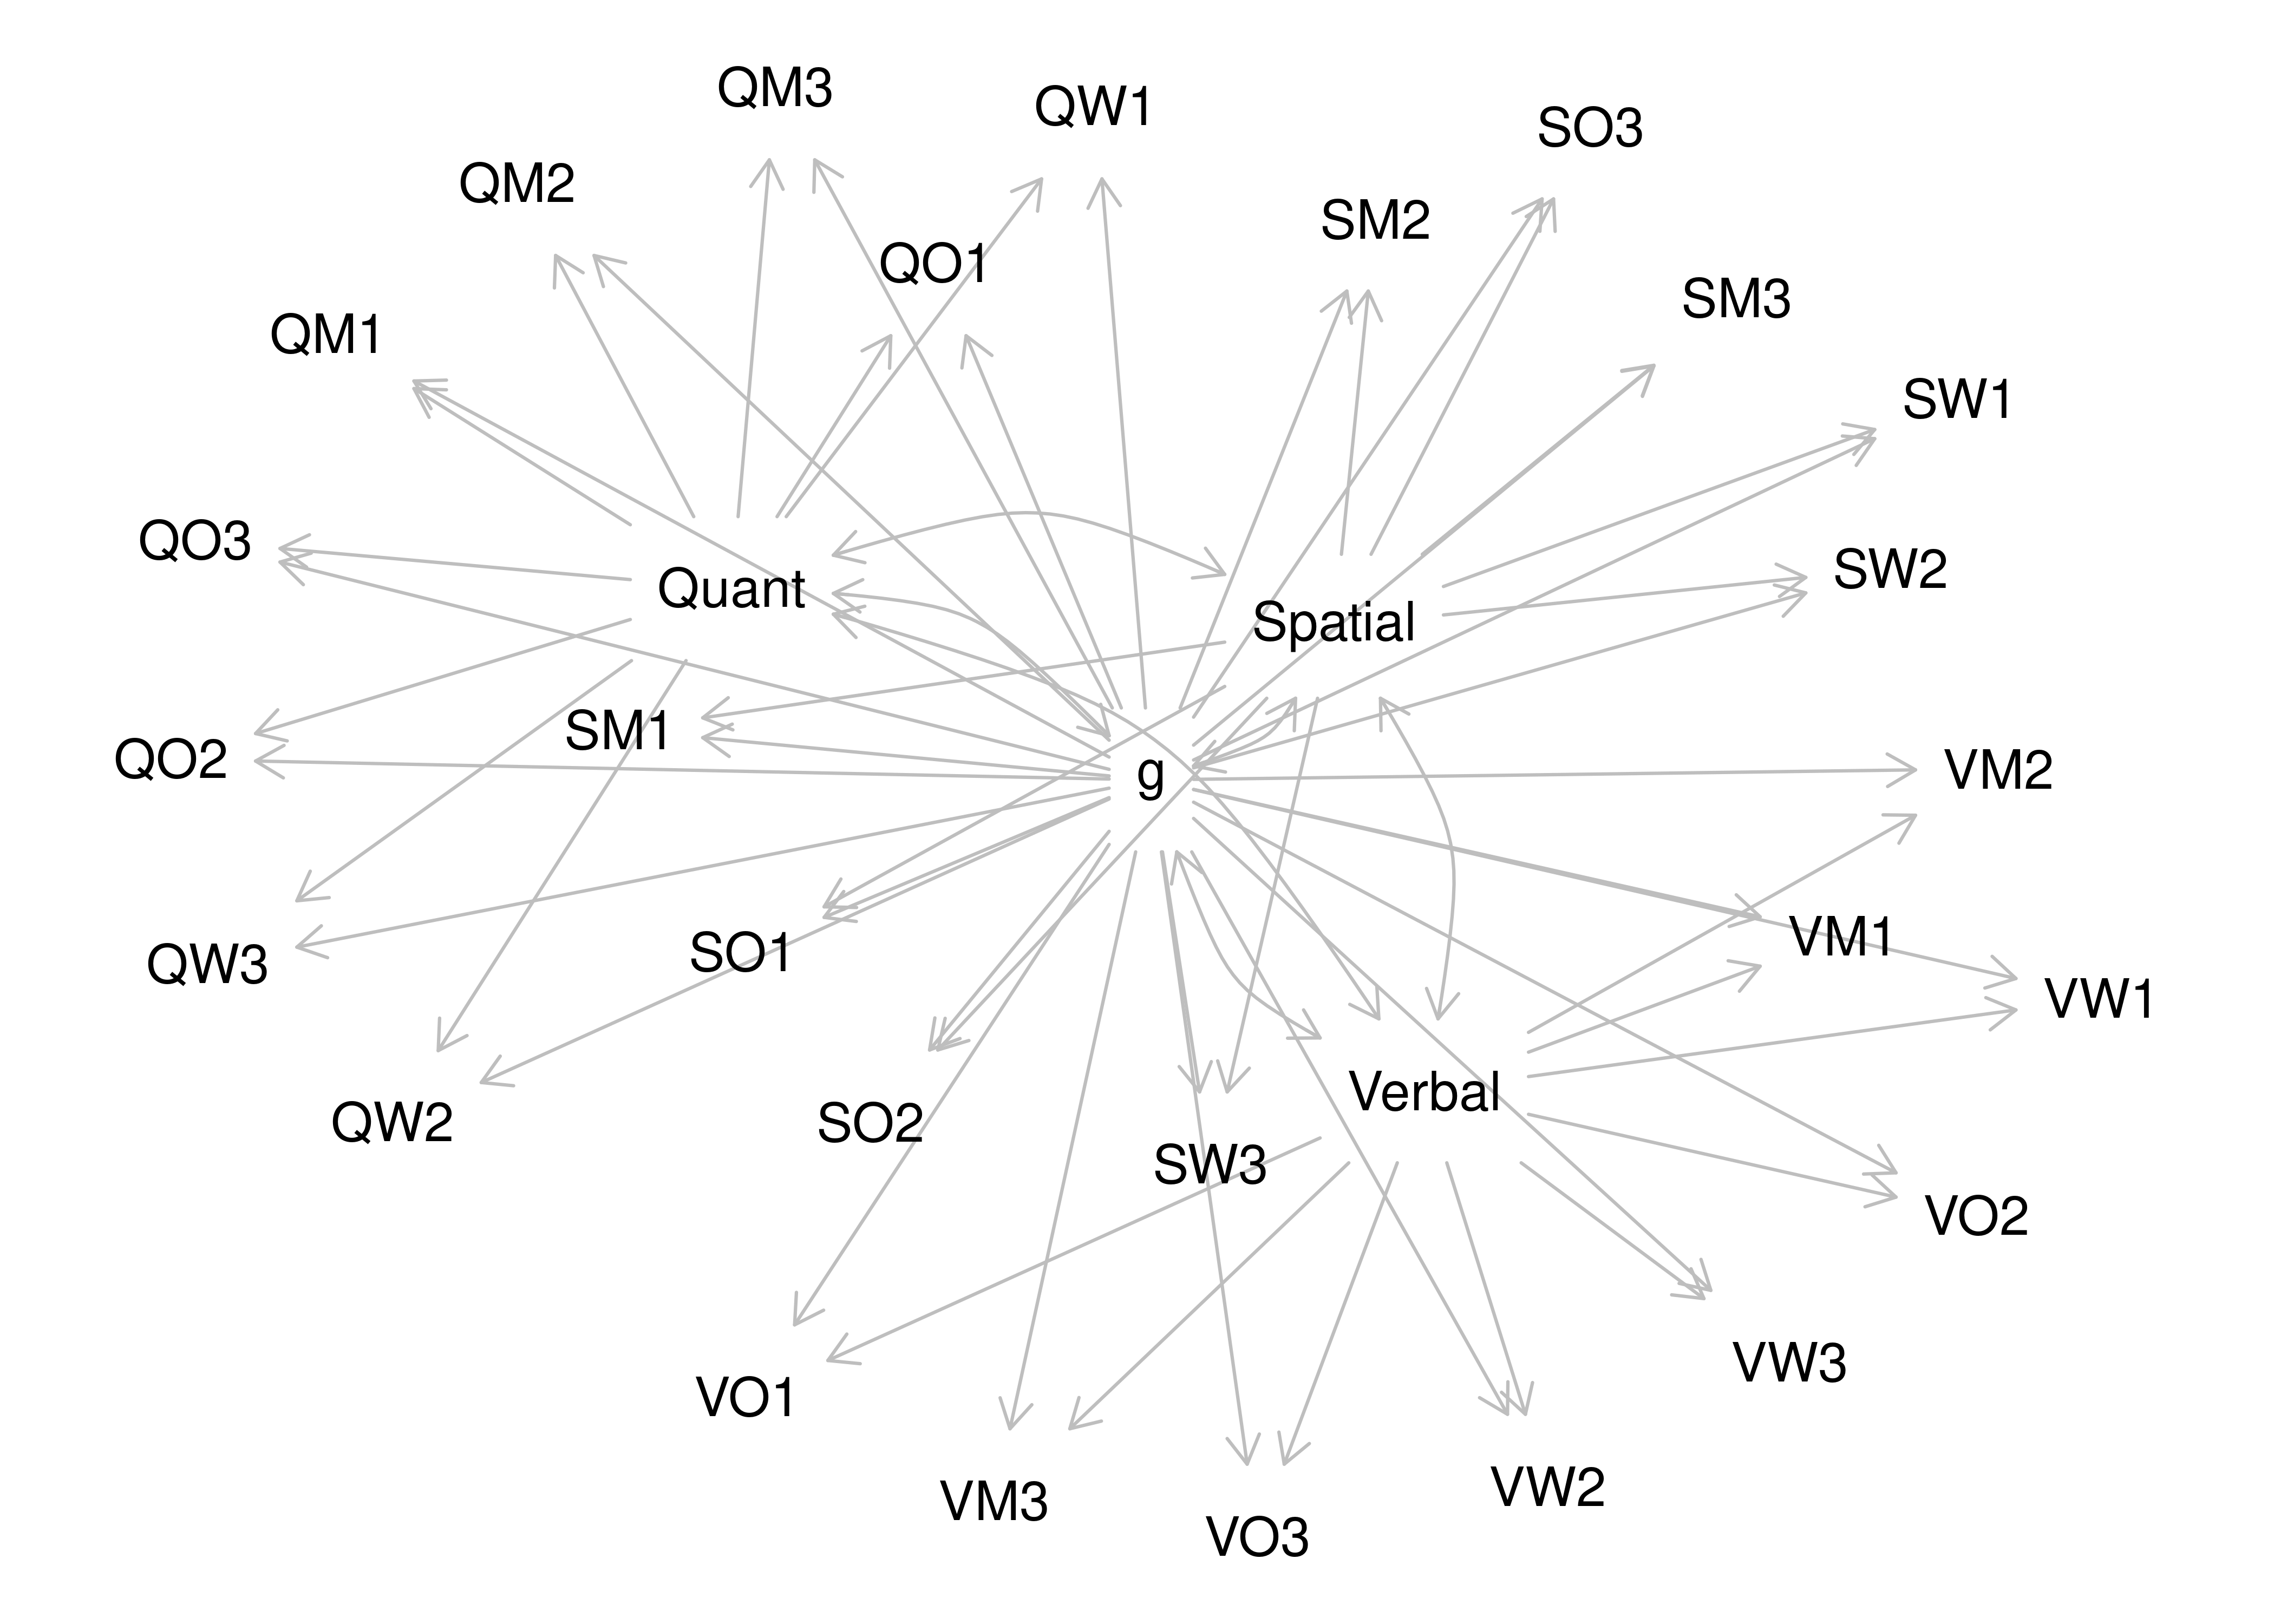 QM3
QW1
SO3
QM2
SM2
QO1
SM3
QM1
SW1
QO3
SW2
Quant
Spatial
SM1
QO2
g
VM2
VM1
SO1
QW3
VW1
Verbal
QW2
SO2
SW3
VO2
VW3
VO1
VW2
VM3
VO3